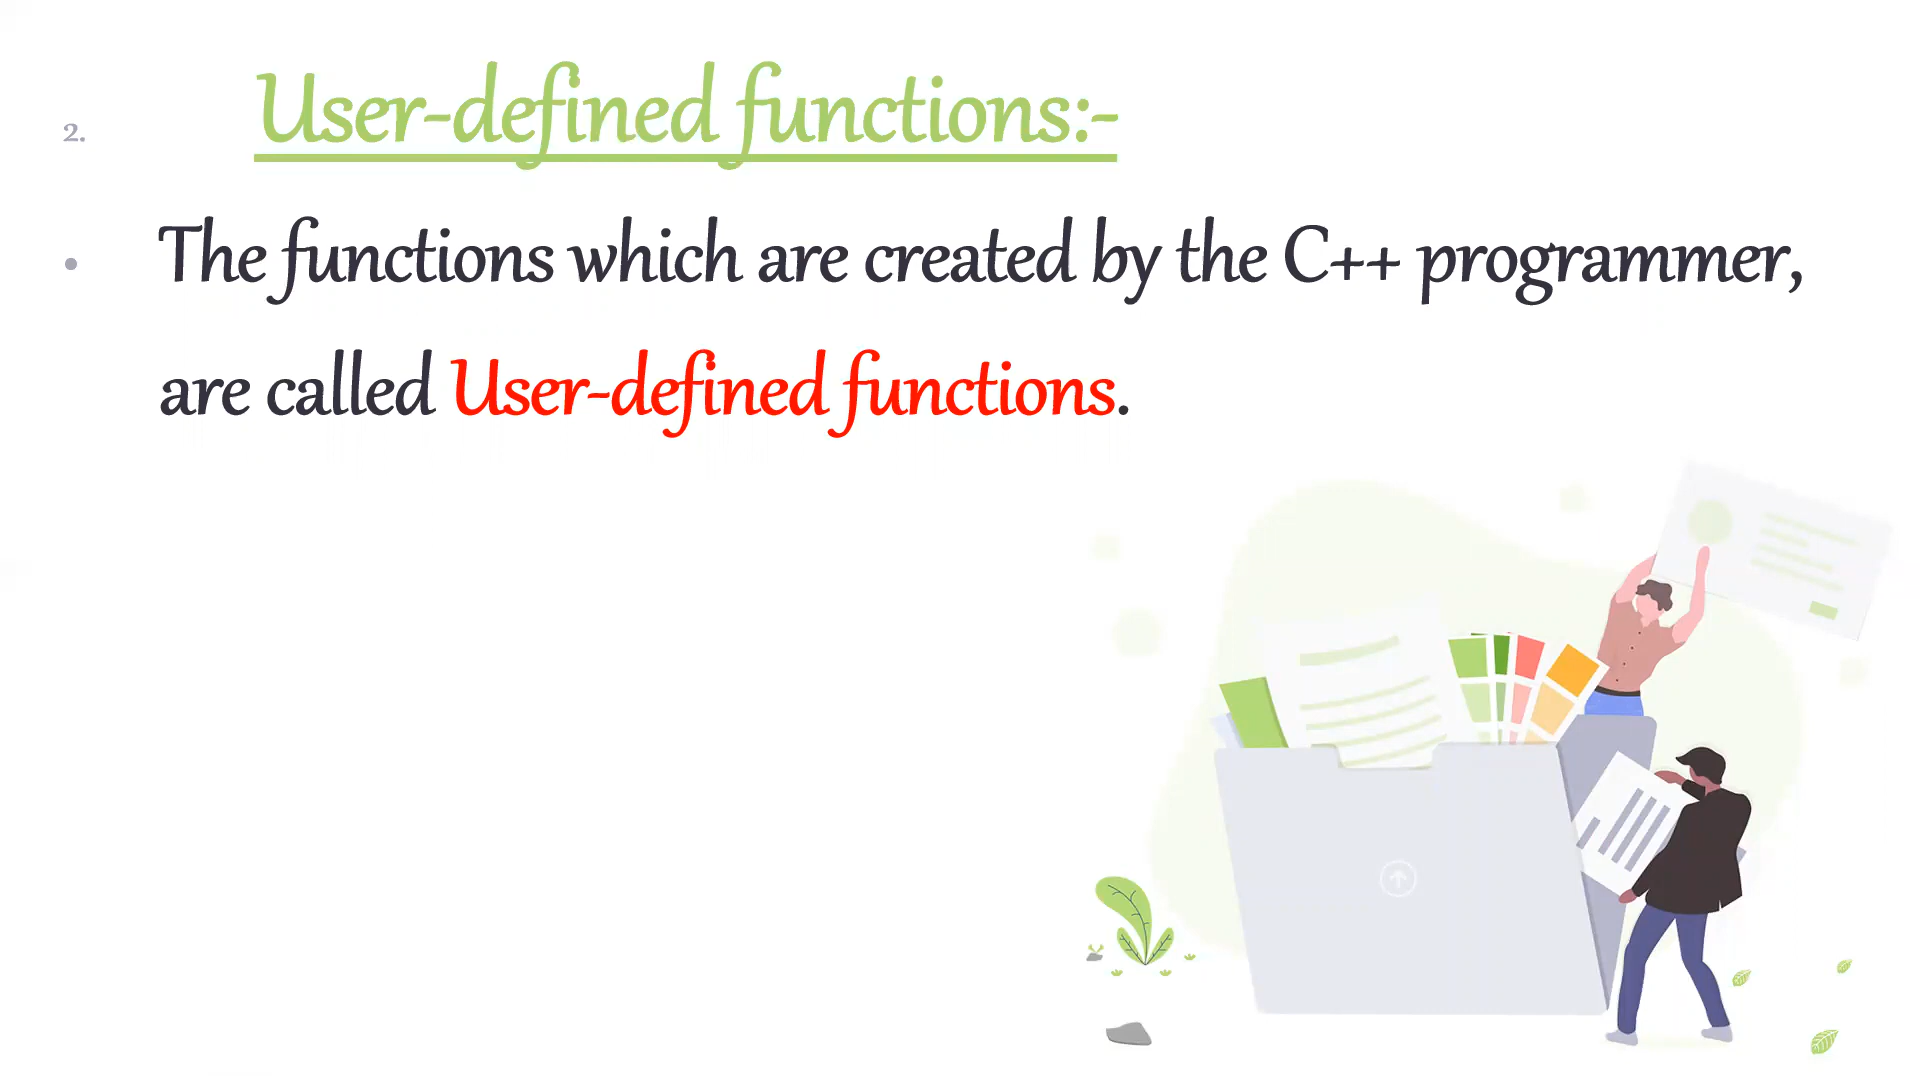 2. User-defined functions:-
• The functions which are created by the C++ programmer,
are called User-defined functions.